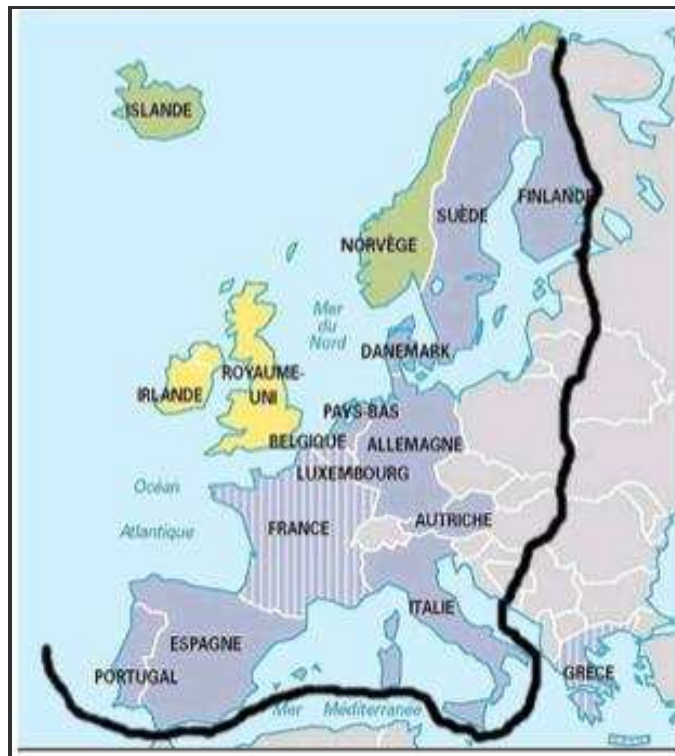 ISLANDE
FINLANDE
SUÈDE
NORVÈGE
Mer
du
Nord
DANEMARK
ROYAUME-
UNI
IRLANDE
PAYS-BAS
BELGIQUE
ALLEMAGNE
LUXEMBOURG
Océan
Atlantique
FRANCE
AUTRICHE
ITALIE
ESPAGNE
PORTUGAL
GRÈCE
Mer Méditerranée